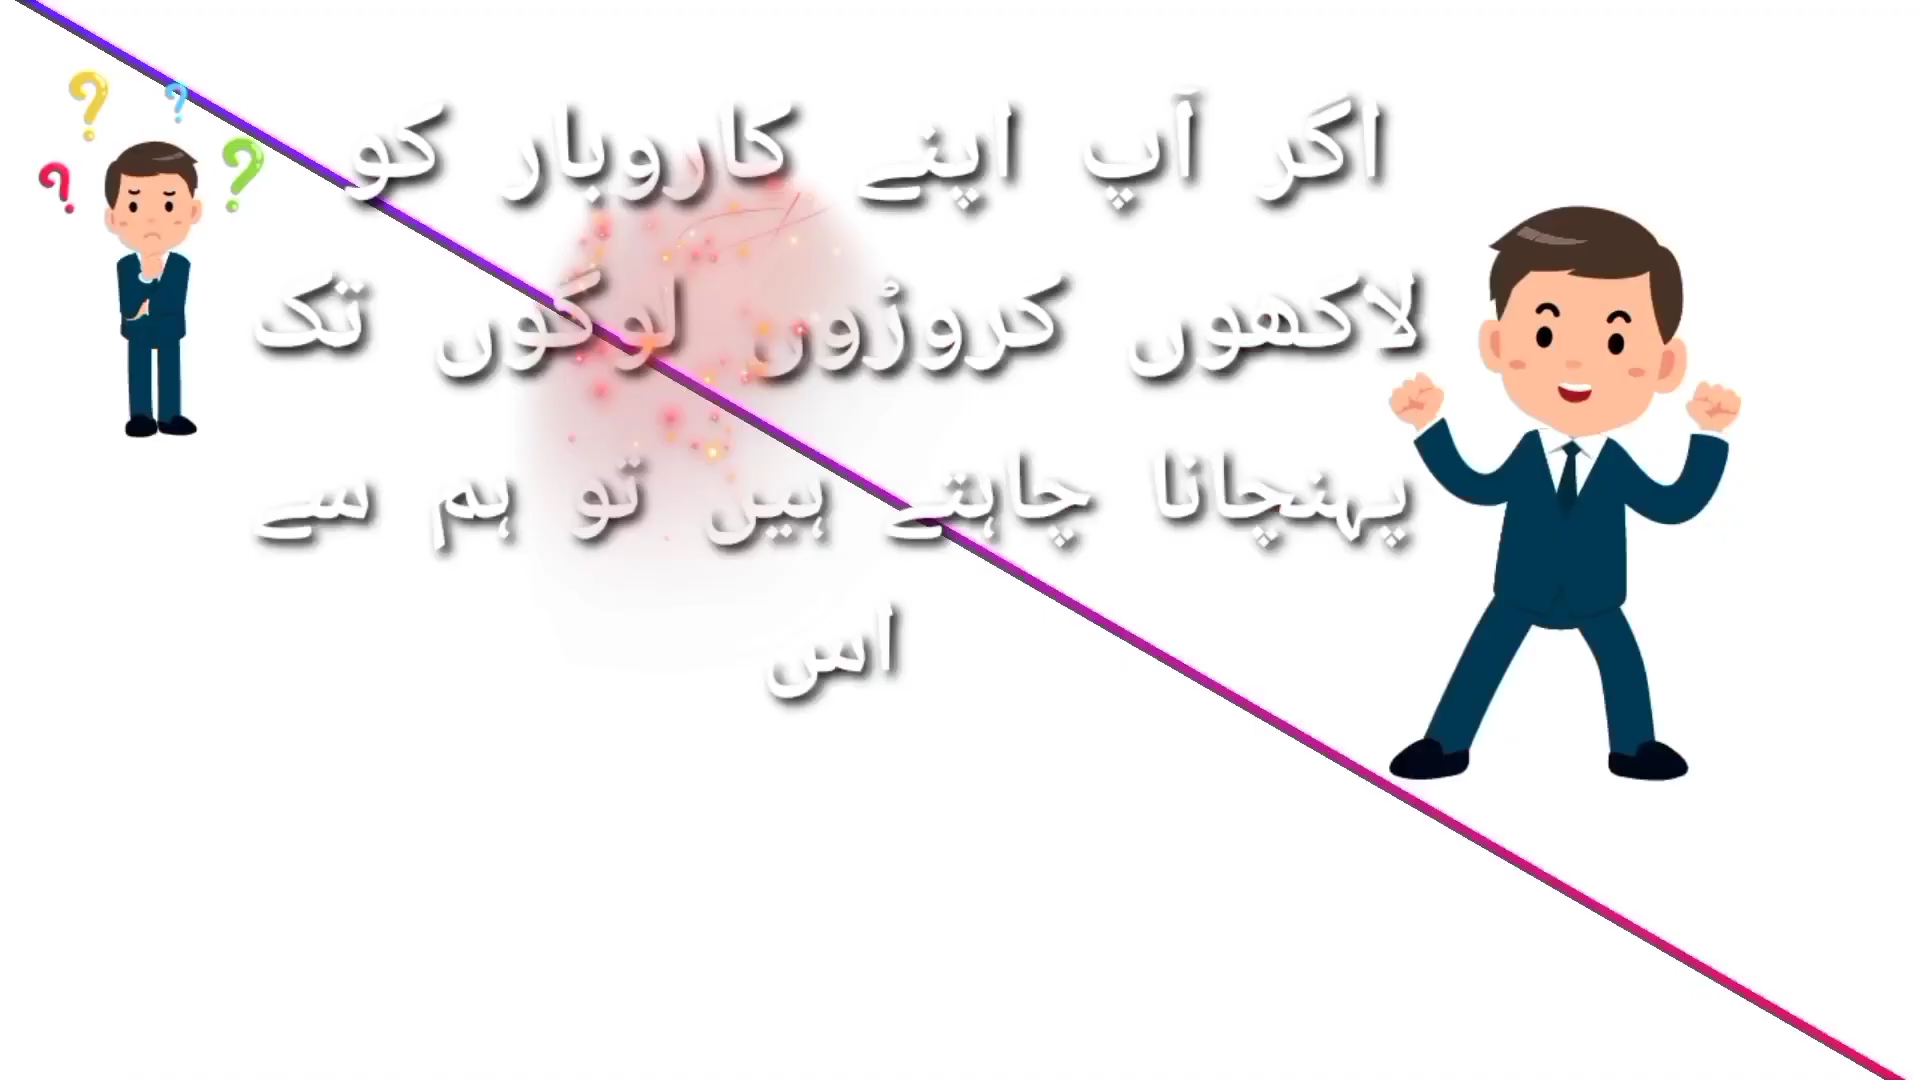 اگر آپ اپنے کاروبار کو
لاکھوں کروڑوں لوگوں تک
پہنچانا چاہتے ہیں تو ہم سے
اس